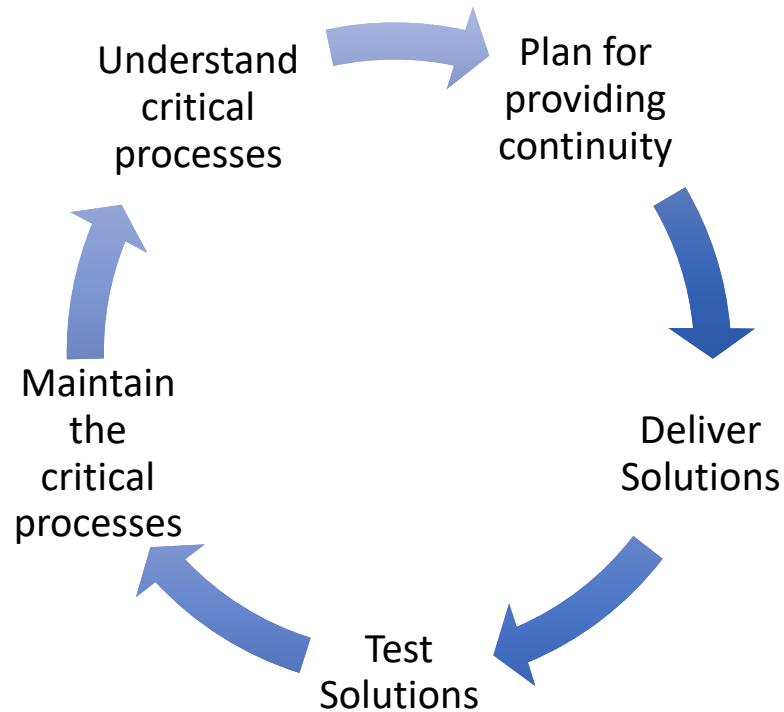 Understand
critical
processes
Plan for
providing
continuity
Deliver
Solutions
Test
Solutions
Maintain
the
critical
processes